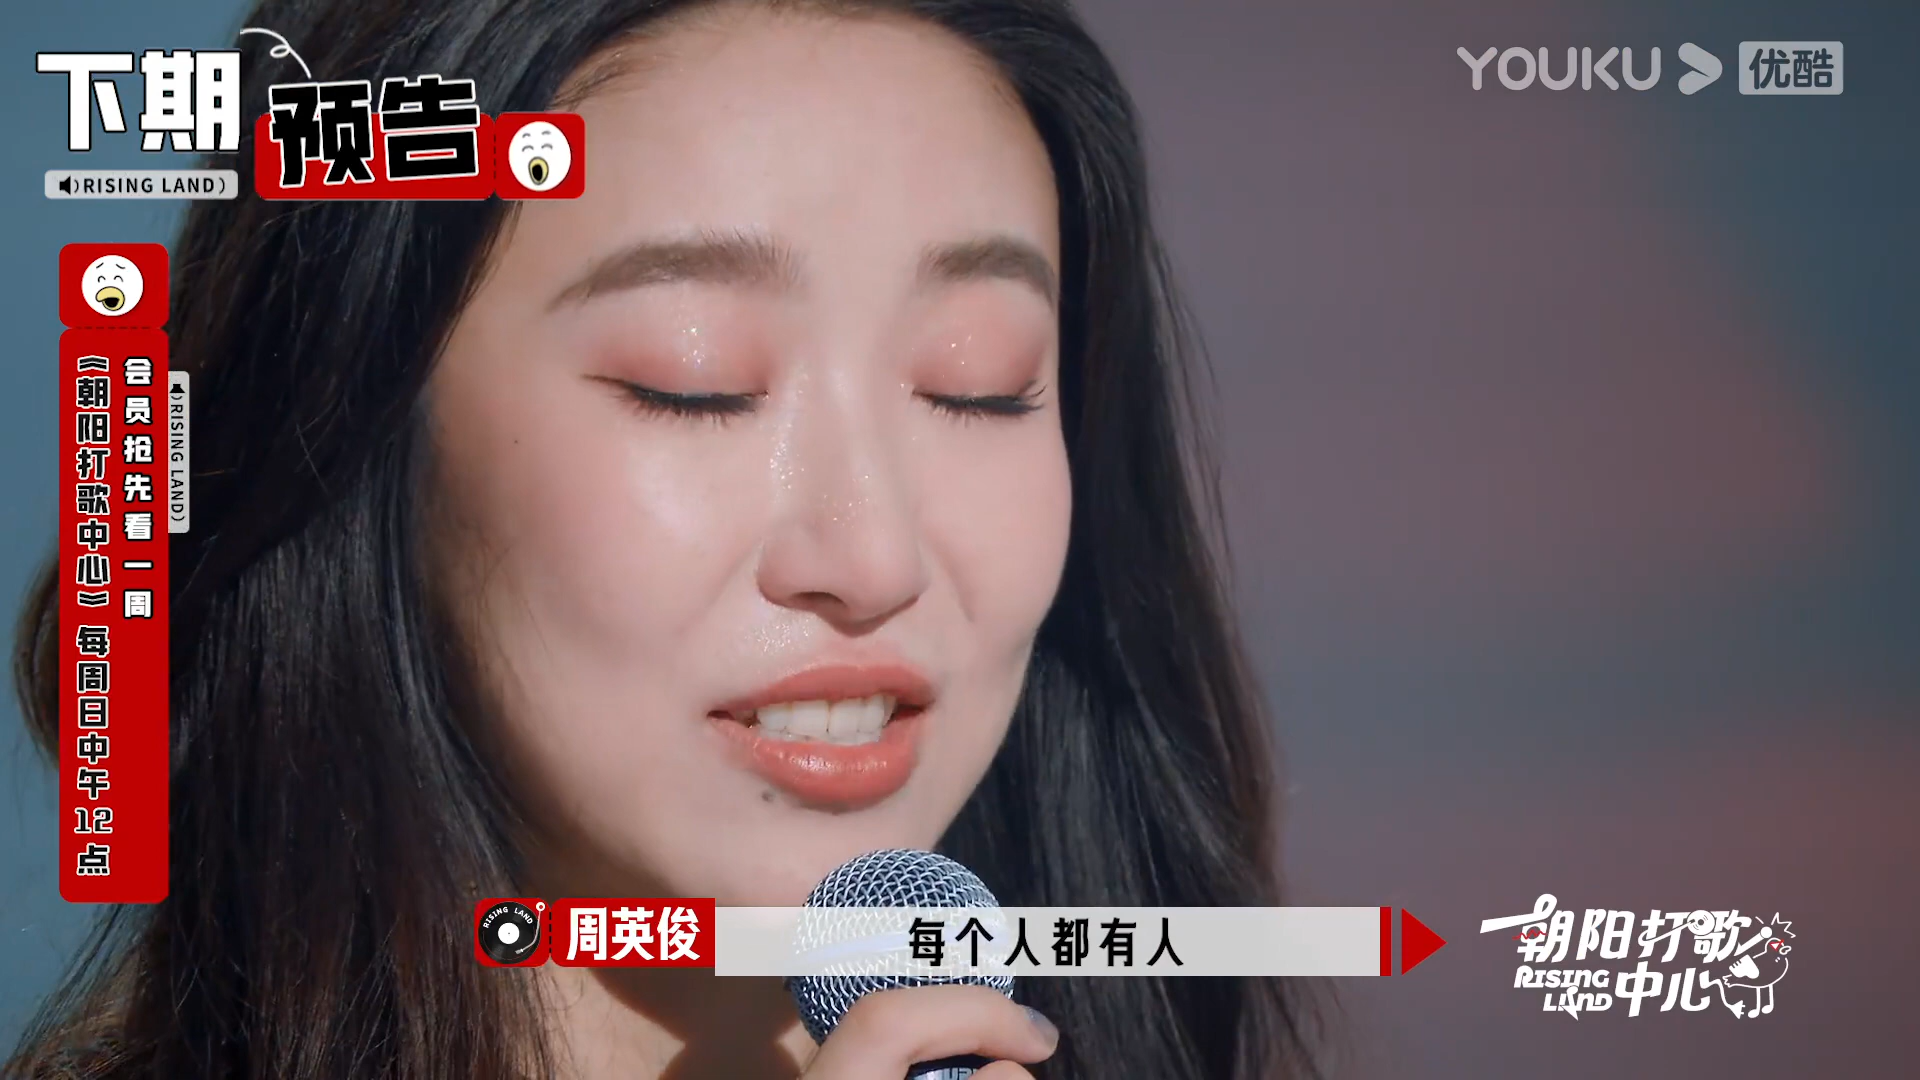 下期
预告
RISING LAND
YOUKU 优酷
会员抢先看一周
《朝阳打歌中心》每周日中午12点
RISING LAND
RISING LAND
周英俊
每个人都有人
朝阳打歌
RISING LAND
中心